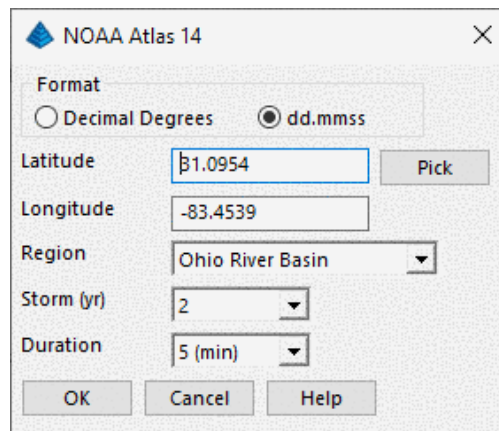 NOAA Atlas 14
Format
Decimal Degrees dd.mmss
Latitude 31.0954 Pick
Longitude -83.4539
Region Ohio River Basin
Storm (yr) 2
Duration 5 (min)
OK Cancel Help